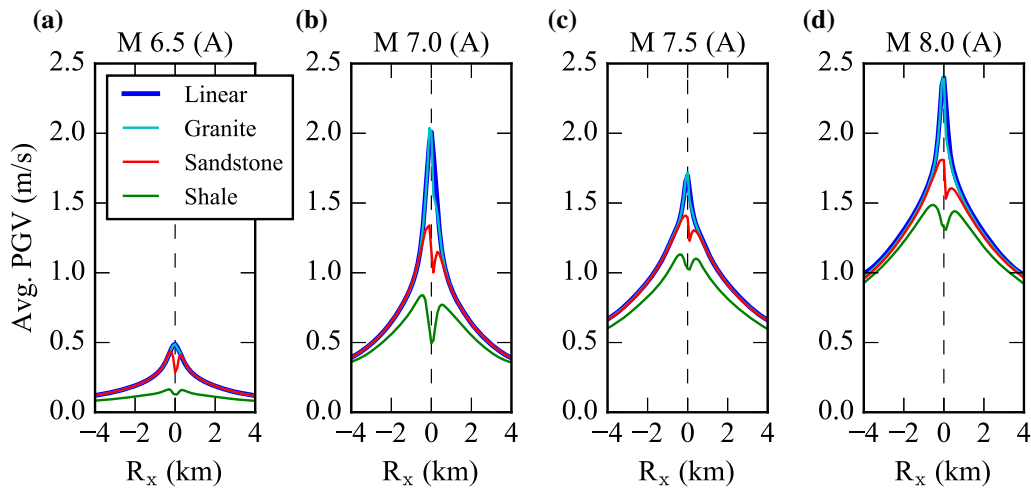 (a) (b) (c) (d)
M 6.5 (A) M 7.0 (A) M 7.5 (A) M 8.0 (A)
2.5 2.5 2.5 2.5
Linear
Granite
Sandstone
Shale
2.0 2.0 2.0 2.0
1.5 1.5 1.5 1.5
1.0 1.0 1.0 1.0
0.5 0.5 0.5 0.5
0.0 0.0 0.0 0.0
Avg. PGV (m/s)
−4 −2 0 2 4 −4 −2 0 2 4 −4 −2 0 2 4 −4 −2 0 2 4
Rₓ (km) Rₓ (km) Rₓ (km) Rₓ (km)